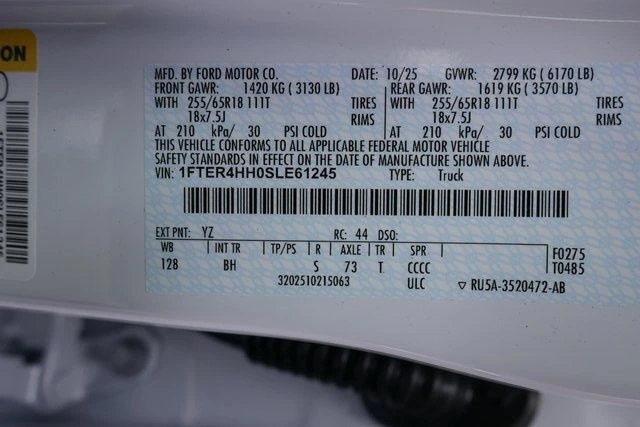 ON
MFD. BY FORD MOTOR CO. DATE: 10/25 GVWR: 2799 KG ( 6170 LB)
FRONT GAWR: 1420 KG ( 3130 LB) REAR GAWR: 1619 KG ( 3570 LB)
WITH 255/65R18 111T TIRES WITH 255/65R18 111T TIRES
18x7.5J RIMS 18x7.5J RIMS
AT 210 kPa/ 30 PSI COLD AT 210 kPa/ 30 PSI COLD
THIS VEHICLE CONFORMS TO ALL APPLICABLE FEDERAL MOTOR VEHICLE
SAFETY STANDARDS IN EFFECT ON THE DATE OF MANUFACTURE SHOWN ABOVE.
VIN: 1FTER4HH0SLE61245 TYPE: Truck
EXT PNT: YZ RC: 44 DSO:
WB INT TR TP/PS R AXLE TR SPR F0275
128 BH S 73 T CCCC T0485
3202510215063 ULC ▽ RU5A-3520472-AB